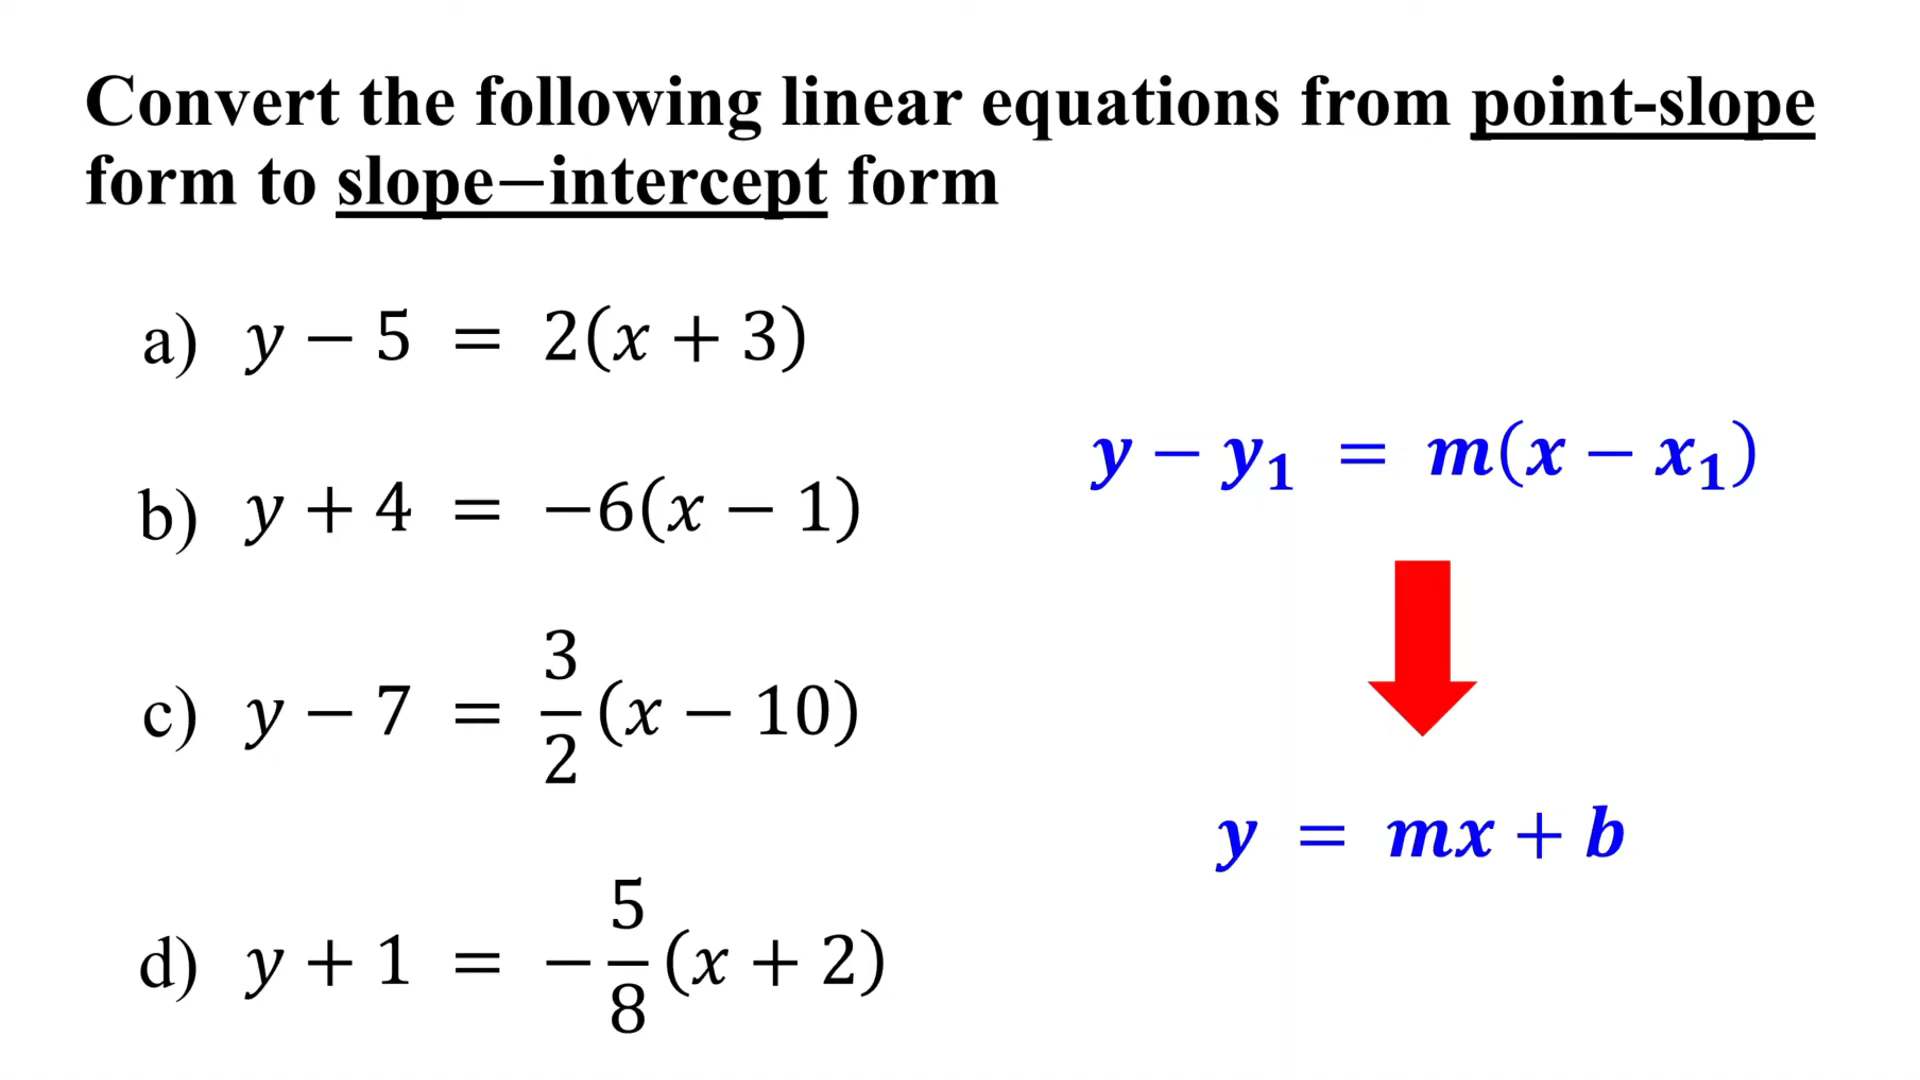 Convert the following linear equations from point-slope
form to slope−intercept form
a) y − 5 = 2(x + 3)
b) y + 4 = −6(x − 1)
c) y − 7 = 3/2 (x − 10)
d) y + 1 = −5/8 (x + 2)
y − y₁ = m(x − x₁)
y = mx + b